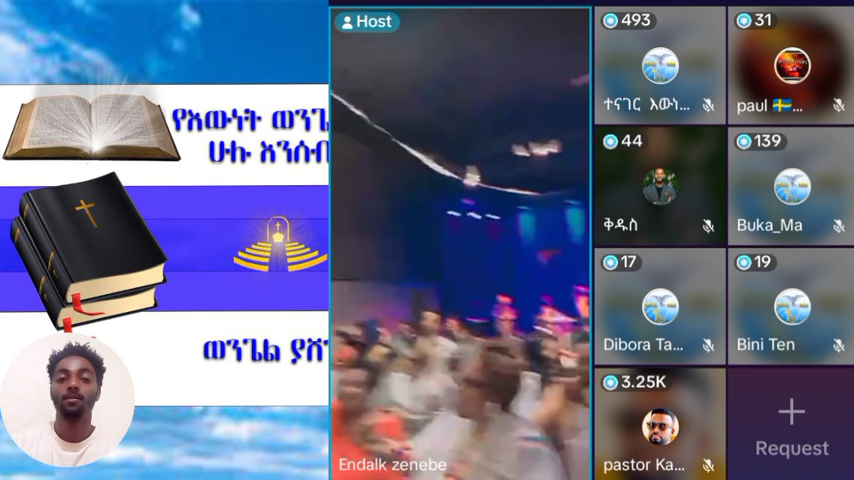 የእውነት ወንጌ
ሁሉ እንሰብ
ወንጌል ያሸ
Host
Endalk zenebe
493
ተናገር እውነ...
31
paul 🇸🇪...
44
ቅዱስ
139
Buka_Ma
17
Dibora Ta...
19
Bini Ten
3.25K
pastor Ka...
Request